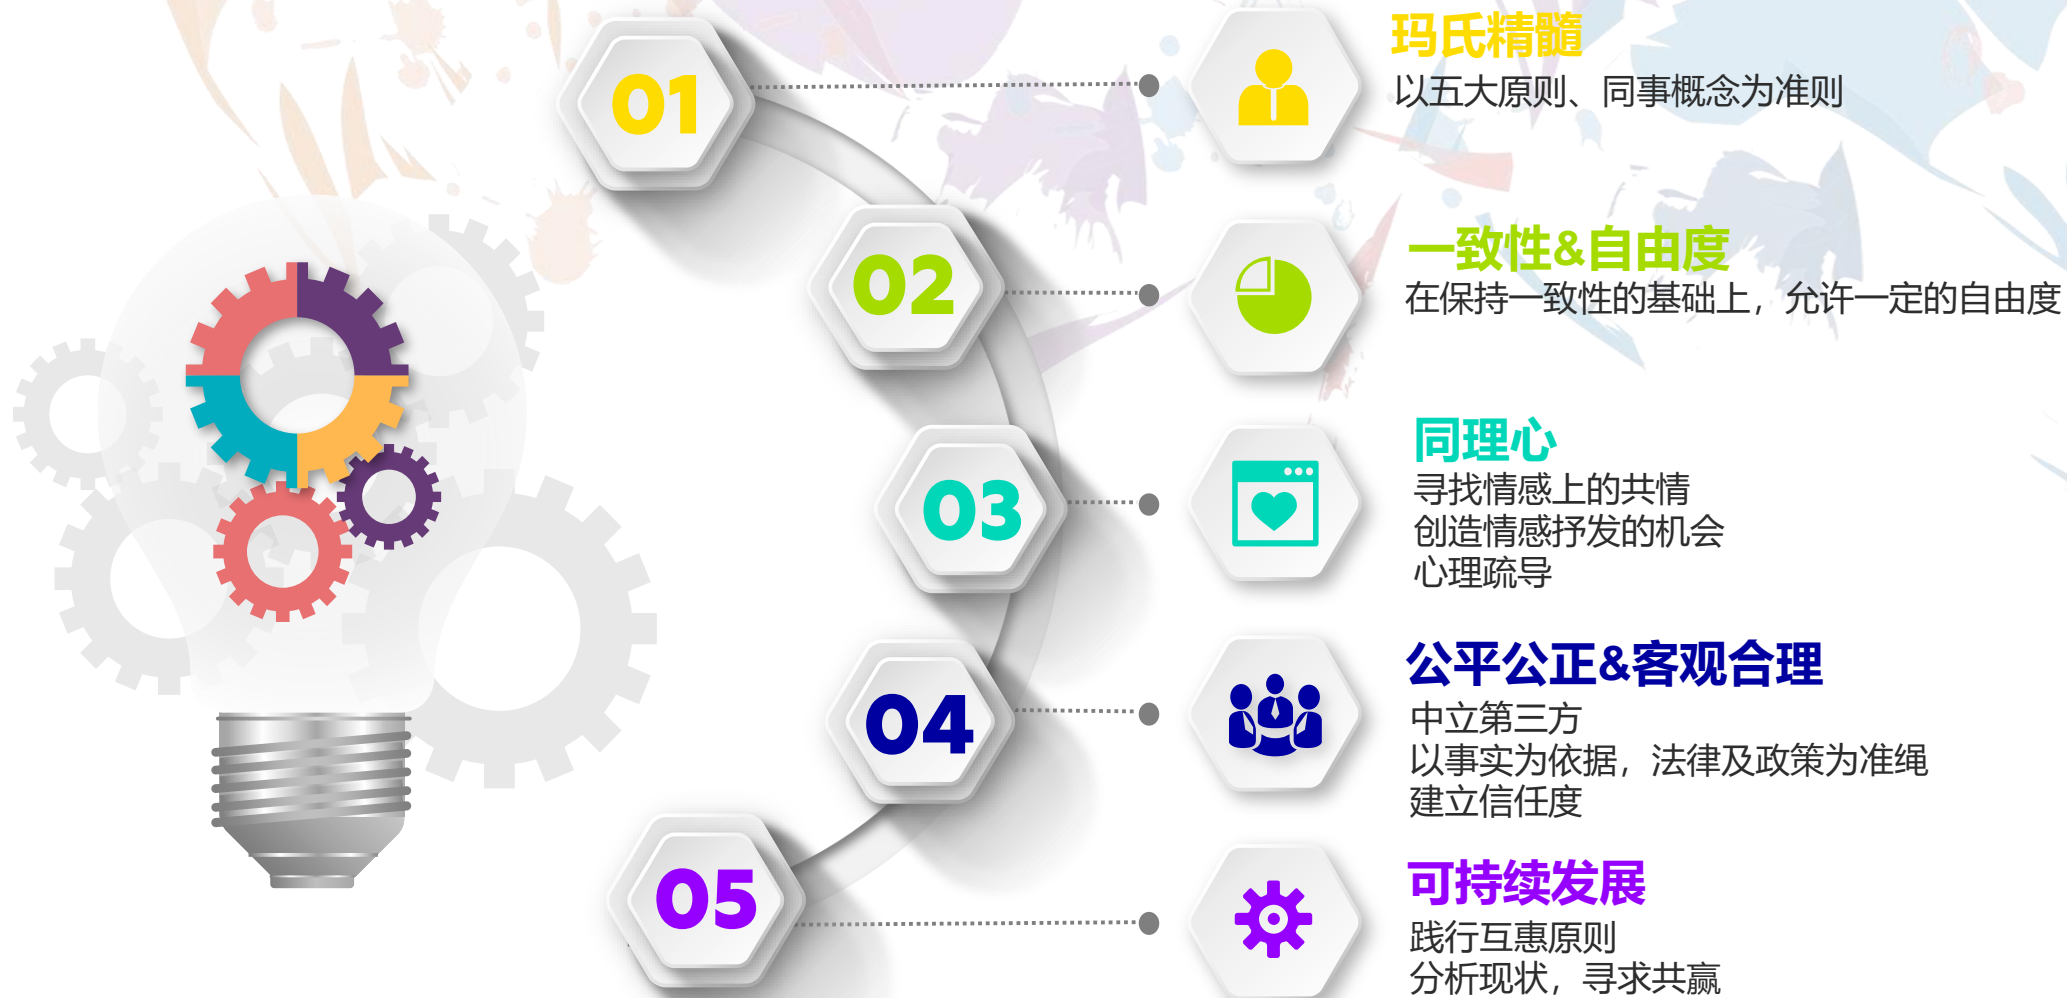 01
玛氏精髓
以五大原则、同事概念为准则
02
一致性&自由度
在保持一致性的基础上，允许一定的自由度
03
同理心
寻找情感上的共情
创造情感抒发的机会
心理疏导
04
公平公正&客观合理
中立第三方
以事实为依据，法律及政策为准绳
建立信任度
05
可持续发展
践行互惠原则
分析现状，寻求共赢